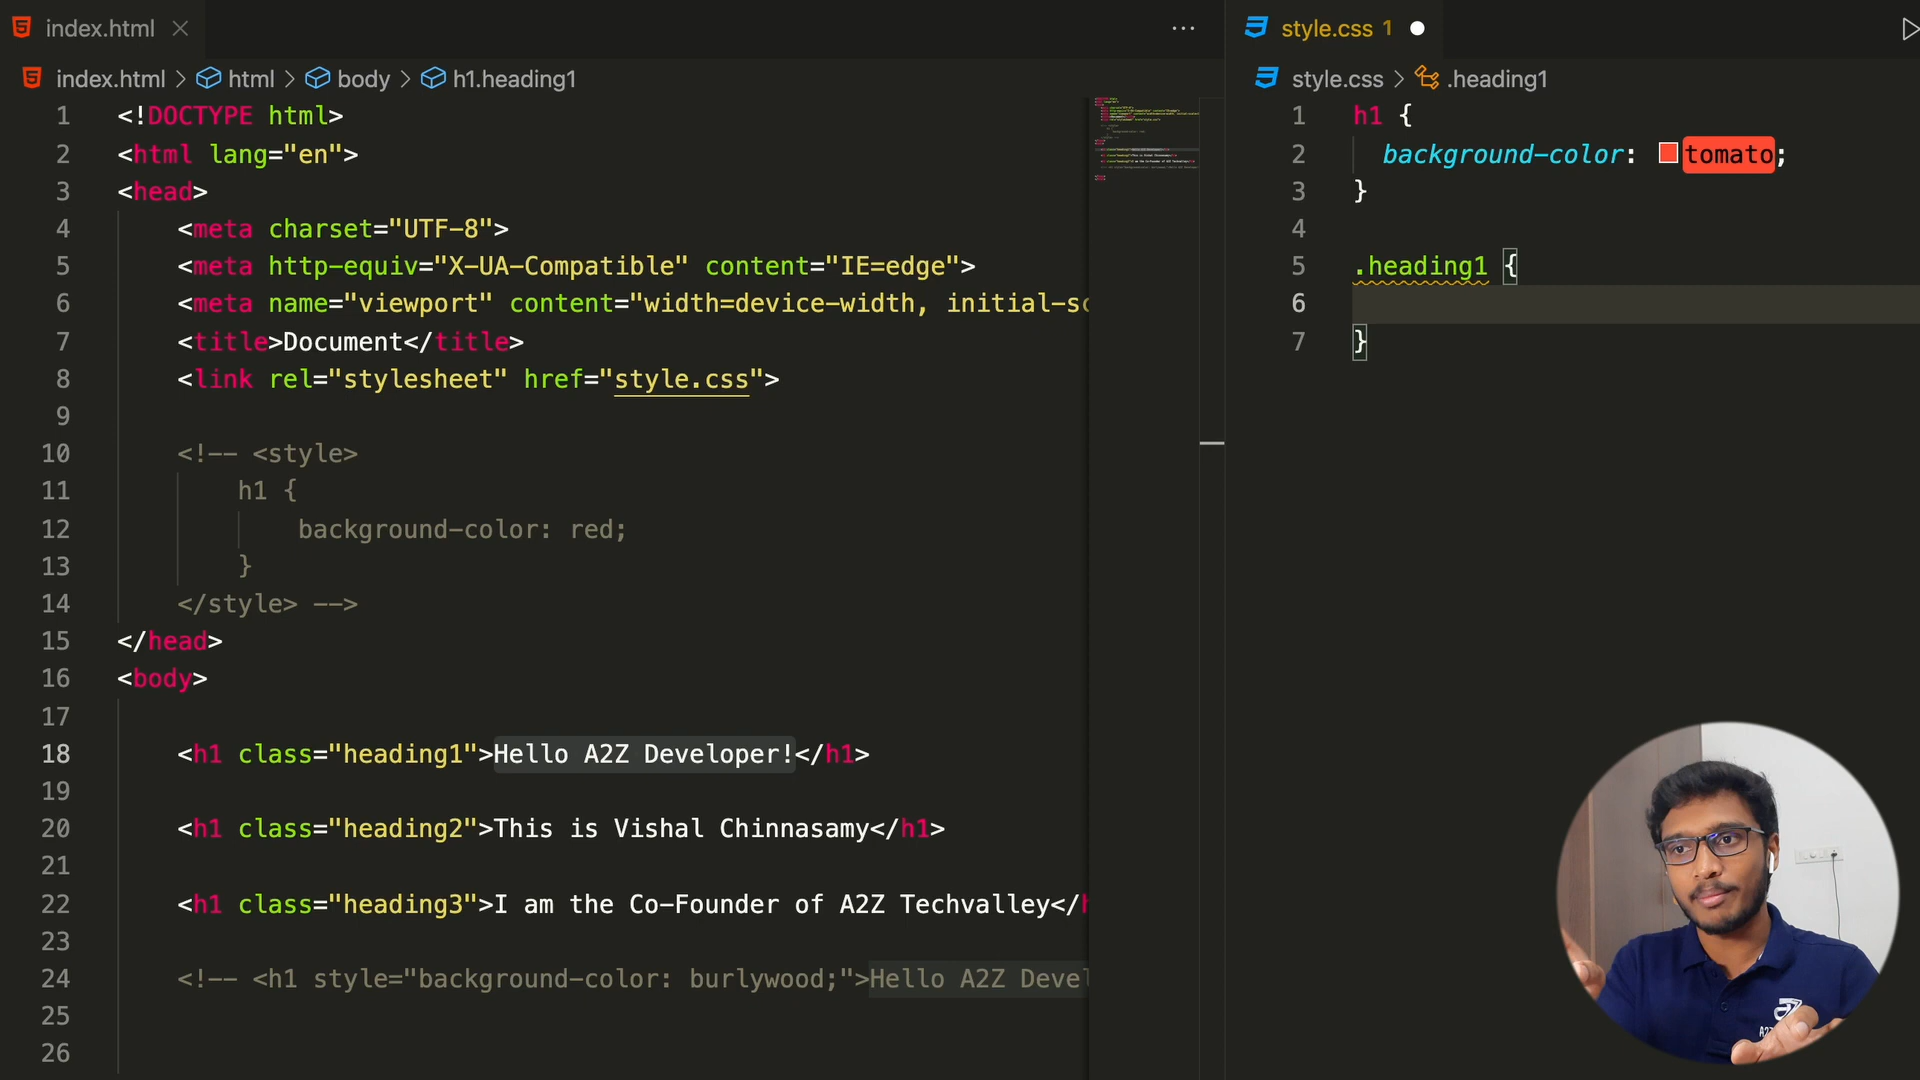 index.html
style.css 1
index.html > html > body > h1.heading1
style.css > .heading1
1 <!DOCTYPE html>
2 <html lang="en">
3 <head>
4 <meta charset="UTF-8">
5 <meta http-equiv="X-UA-Compatible" content="IE=edge">
6 <meta name="viewport" content="width=device-width, initial-sc
7 <title>Document</title>
8 <link rel="stylesheet" href="style.css">
9
10 <!-- <style>
11 h1 {
12 background-color: red;
13 }
14 </style> -->
15 </head>
16 <body>
17
18 <h1 class="heading1">Hello A2Z Developer!</h1>
19
20 <h1 class="heading2">This is Vishal Chinnasamy</h1>
21
22 <h1 class="heading3">I am the Co-Founder of A2Z Techvalley</h
23
24 <!-- <h1 style="background-color: burlywood;">Hello A2Z Devel
25
26
1 h1 {
2 background-color: tomato;
3 }
4
5 .heading1 {
6
7 }